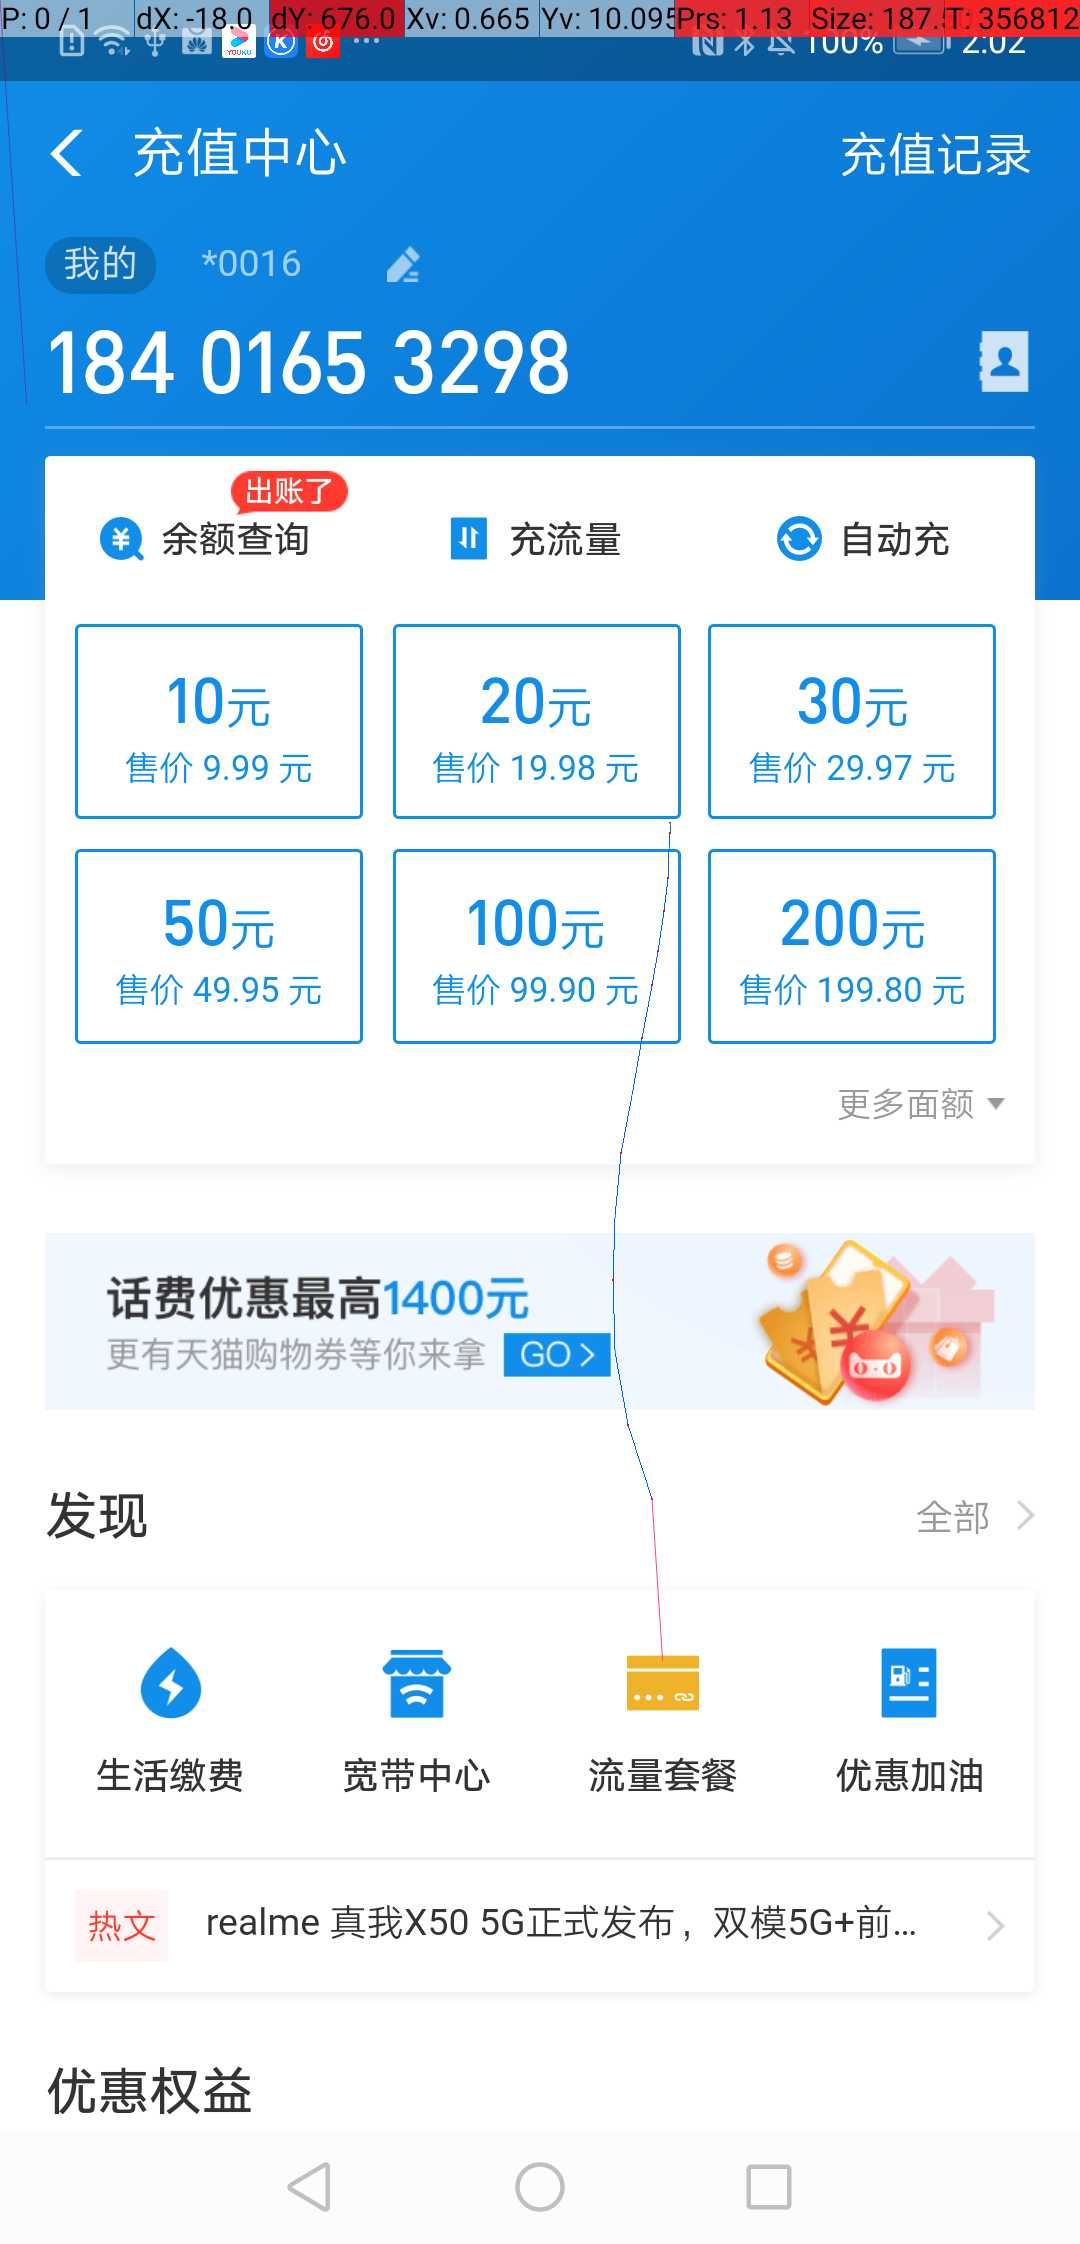 P: 0 / 1 dX: -18.0 dY: 676.0 Xv: 0.665 Yv: 10.095 Prs: 1.13 Size: 187. T: 356812
YOUKU K 100% 2:02
充值中心 充值记录
我的 *0016
184 0165 3298
出账了
余额查询 充流量 自动充
10元 20元 30元
售价 9.99 元 售价 19.98 元 售价 29.97 元
50元 100元 200元
售价 49.95 元 售价 99.90 元 售价 199.80 元
更多面额
话费优惠最高1400元
更有天猫购物券等你来拿 GO
发现 全部
生活缴费 宽带中心 流量套餐 优惠加油
热文 realme 真我X50 5G正式发布，双模5G+前...
优惠权益